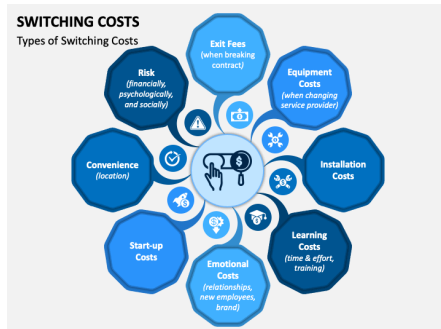 SWITCHING COSTS
Types of Switching Costs
Exit Fees
(when breaking
contract)
Equipment
Costs
(when changing
service provider)
Installation
Costs
Learning
Costs
(time & effort,
training)
Emotional
Costs
(relationships,
new employees,
brand)
Start-up
Costs
Convenience
(location)
Risk
(financially,
psychologically,
and socially)